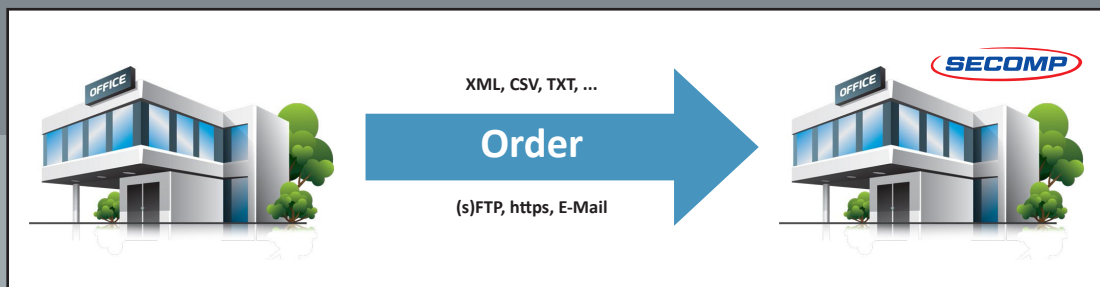 OFFICE
XML, CSV, TXT, ...
Order
(s)FTP, https, E-Mail
OFFICE
SECOMP